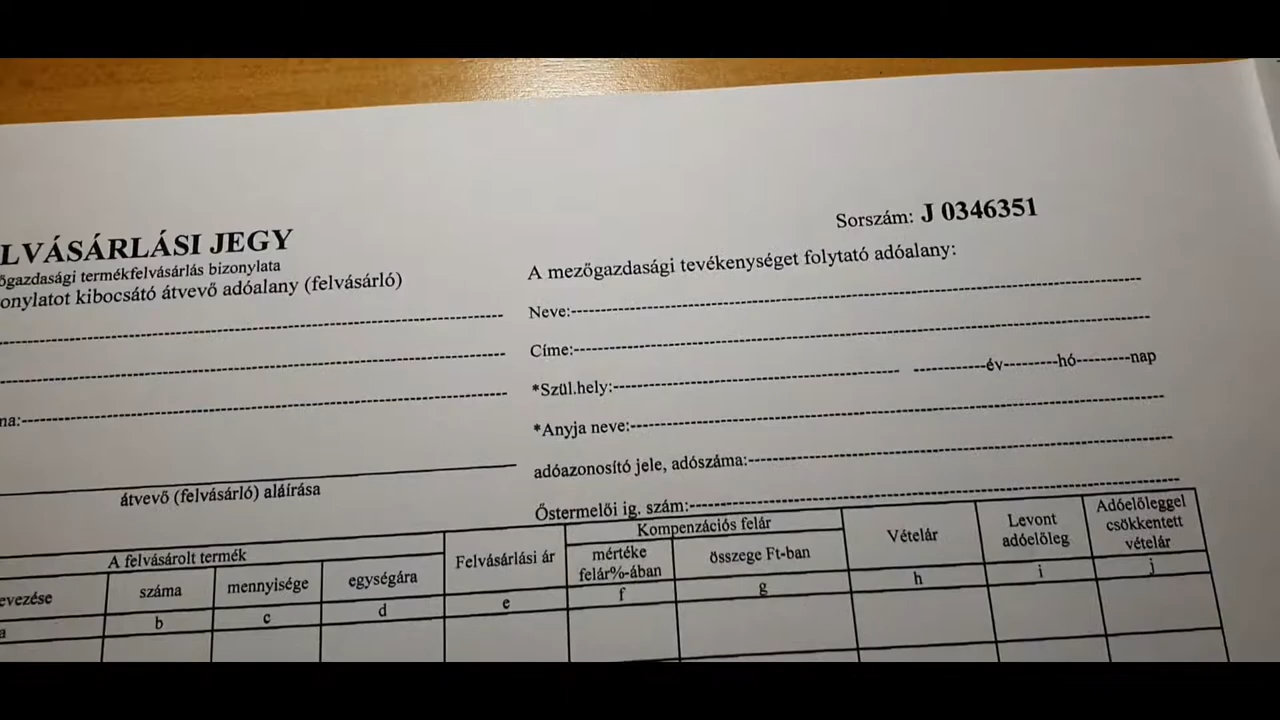 LVÁSÁRLÁSI JEGY
őgazdasági termékfelvásárlás bizonylata
onylatot kibocsátó átvevő adóalany (felvásárló)
na:
átvevő (felvásárló) aláírása
Sorszám: J 0346351
A mezőgazdasági tevékenységet folytató adóalany:
Neve:
Címe:
*Szül.hely: év hó nap
*Anyja neve:
adóazonosító jele, adószáma:
Őstermelői ig. szám:
A felvásárolt termék
evezése
száma
mennyisége
egységára
Felvásárlási ár
Kompenzációs felár
mértéke
felár%-ában
összege Ft-ban
Vételár
Levont
adóelőleg
Adóelőleggel
csökkentett
vételár
a b c d e f g h i j